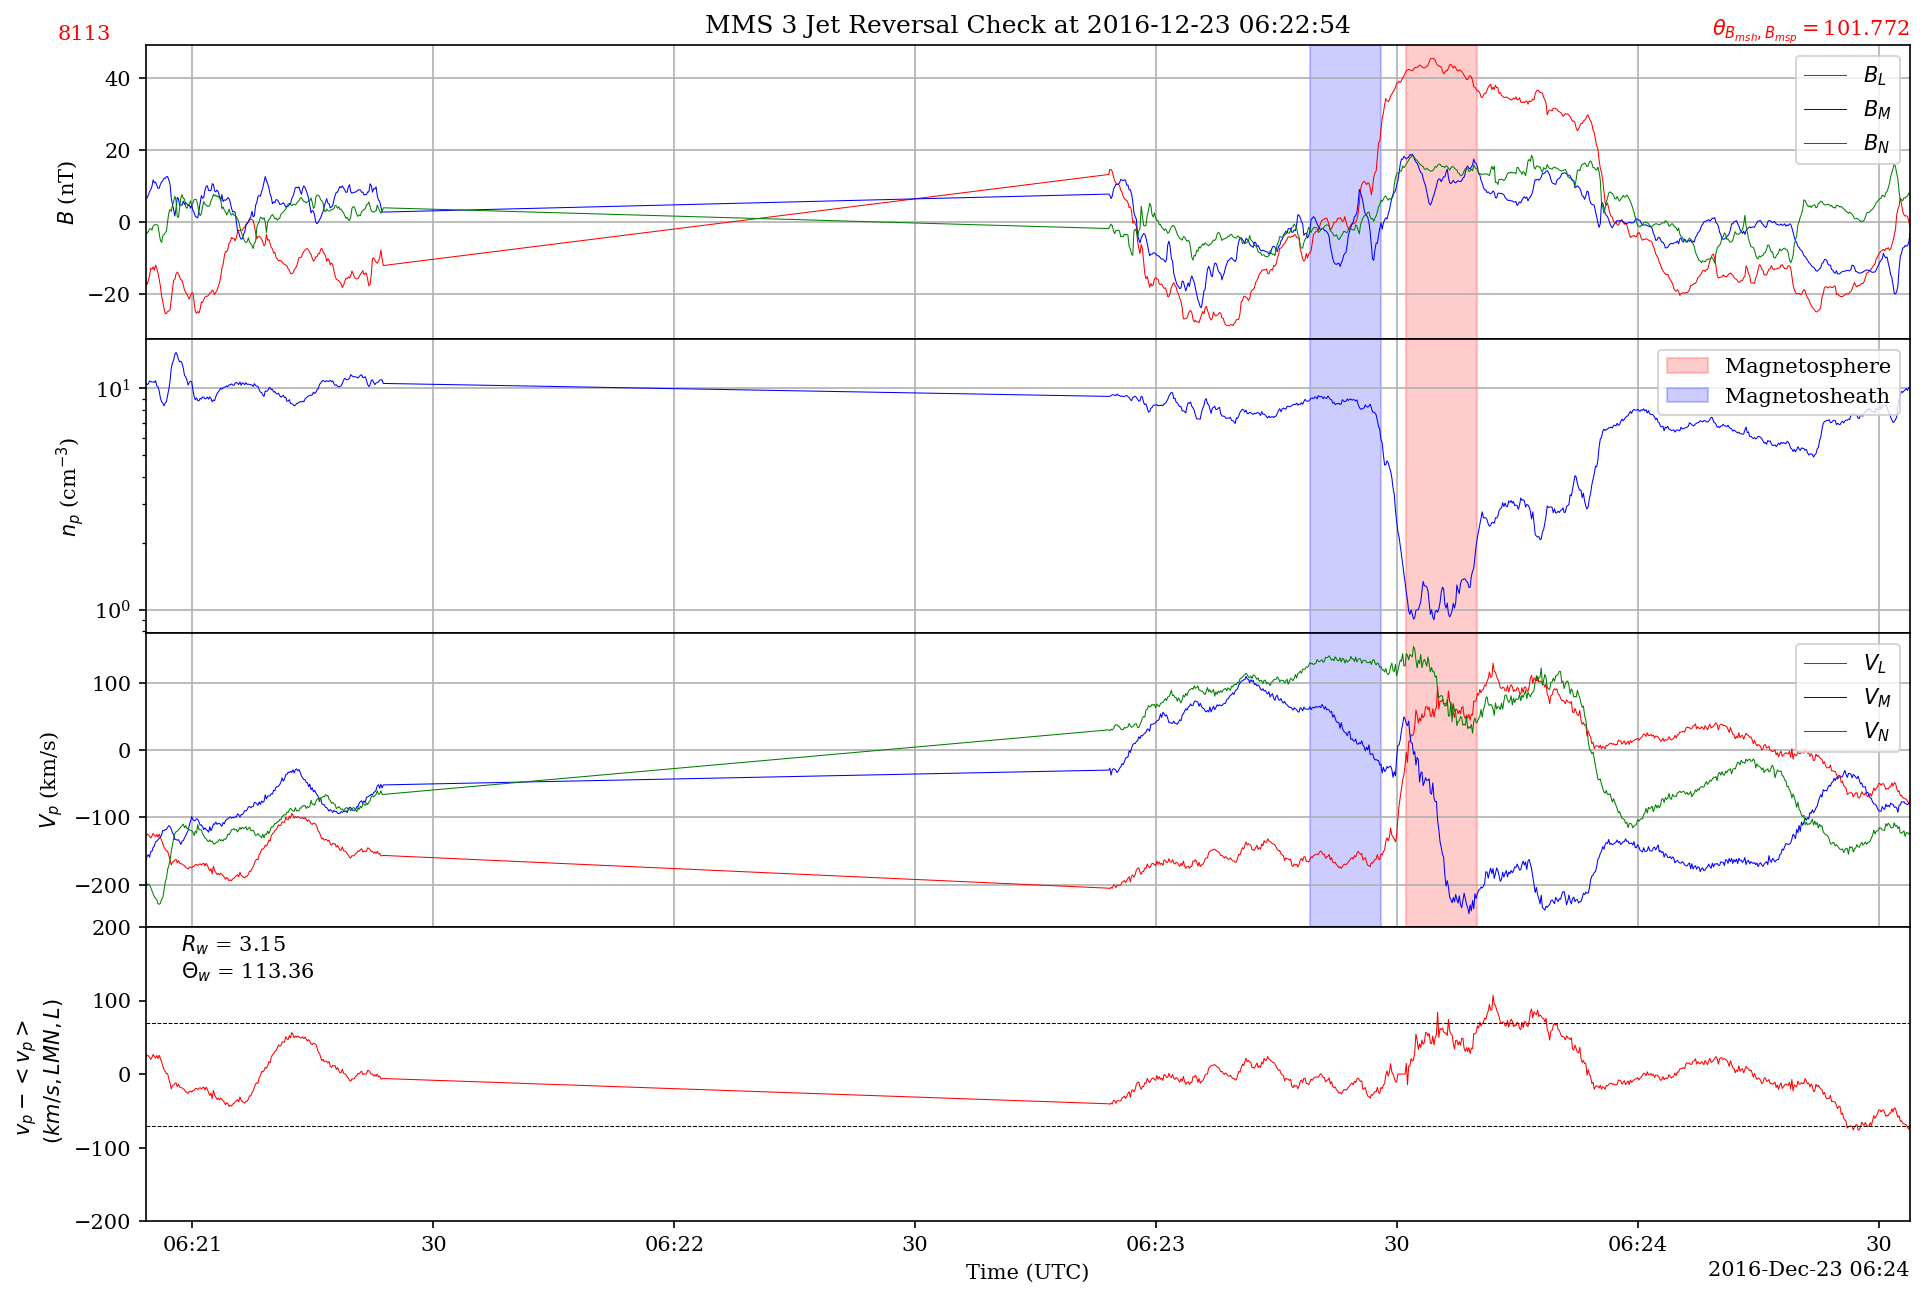 MMS 3 Jet Reversal Check at 2016-12-23 06:22:54
8113
θ_{B_{msh}, B_{msp}} = 101.772
40
20
0
−20
B (nT)
B_L
B_M
B_N
10^1
10^0
n_p (cm^{−3})
Magnetosphere
Magnetosheath
100
0
−100
−200
V_p (km/s)
V_L
V_M
V_N
200
100
0
−100
−200
v_p − < v_p >
(km/s, LMN, L)
R_w = 3.15
Θ_w = 113.36
06:21 30 06:22 30 06:23 30 06:24 30
Time (UTC)
2016-Dec-23 06:24